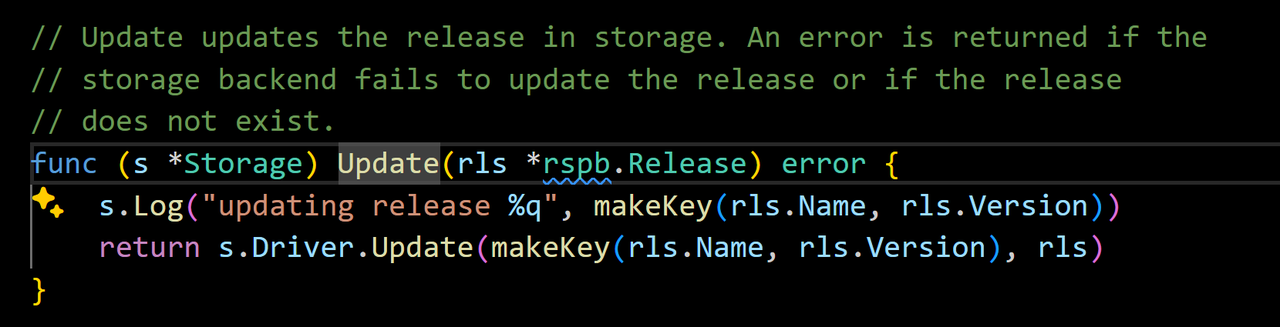 // Update updates the release in storage. An error is returned if the
// storage backend fails to update the release or if the release
// does not exist.
func (s *Storage) Update(rls *rspb.Release) error {
    s.Log("updating release %q", makeKey(rls.Name, rls.Version))
    return s.Driver.Update(makeKey(rls.Name, rls.Version), rls)
}